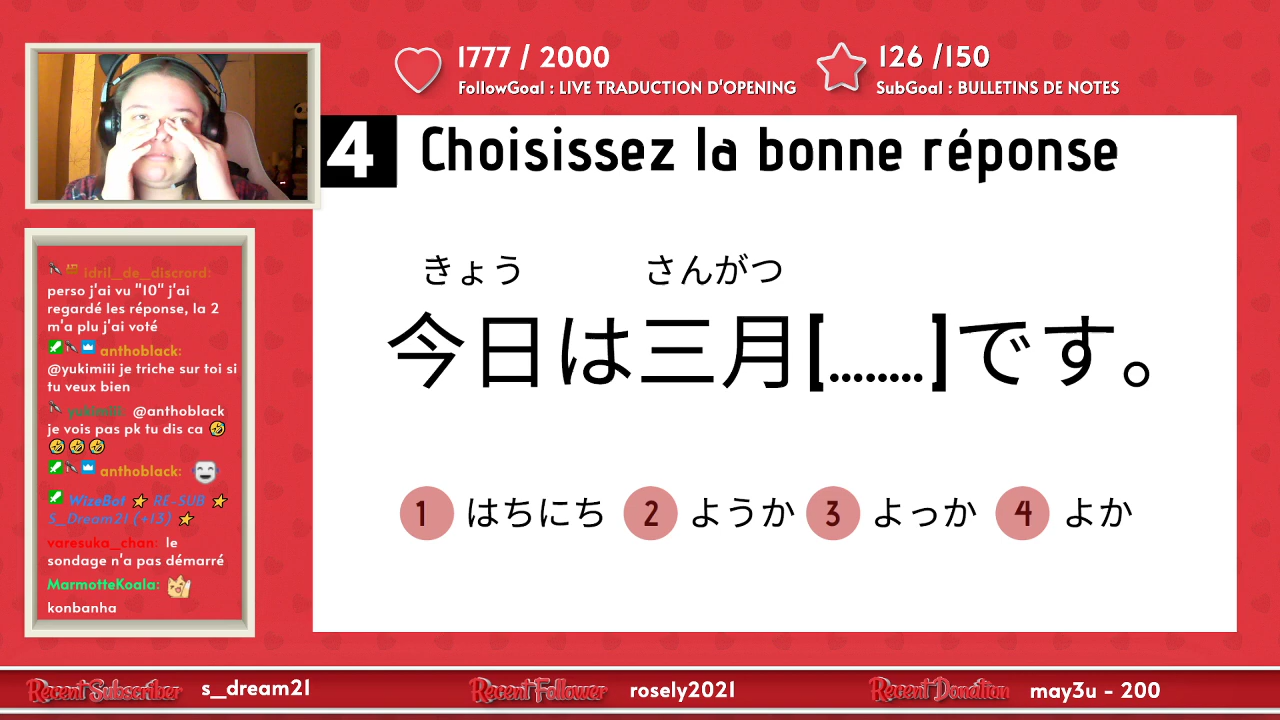 1777 / 2000
FollowGoal : LIVE TRADUCTION D'OPENING
126 /150
SubGoal : BULLETINS DE NOTES
4 Choisissez la bonne réponse
きょう さんがつ
今日は三月[........]です。
1 はちにち 2 ようか 3 よっか 4 よか
idril_de_discrord:
perso j'ai vu "10" j'ai
regardé les réponse, la 2
m'a plu j'ai voté
anthoblack:
@yukimiii je triche sur toi si
tu veux bien
yukimiii: @anthoblack
je vois pas pk tu dis ca 🤣
🤣🤣🤣
anthoblack:
WizeBot ⭐ RE-SUB ⭐
S_Dream21 (+13) ⭐
varesuka_chan: le
sondage n'a pas démarré
MarmotteKoala:
konbanha
Recent Subscriber s_dream21
Recent Follower rosely2021
Recent Donation may3u - 200